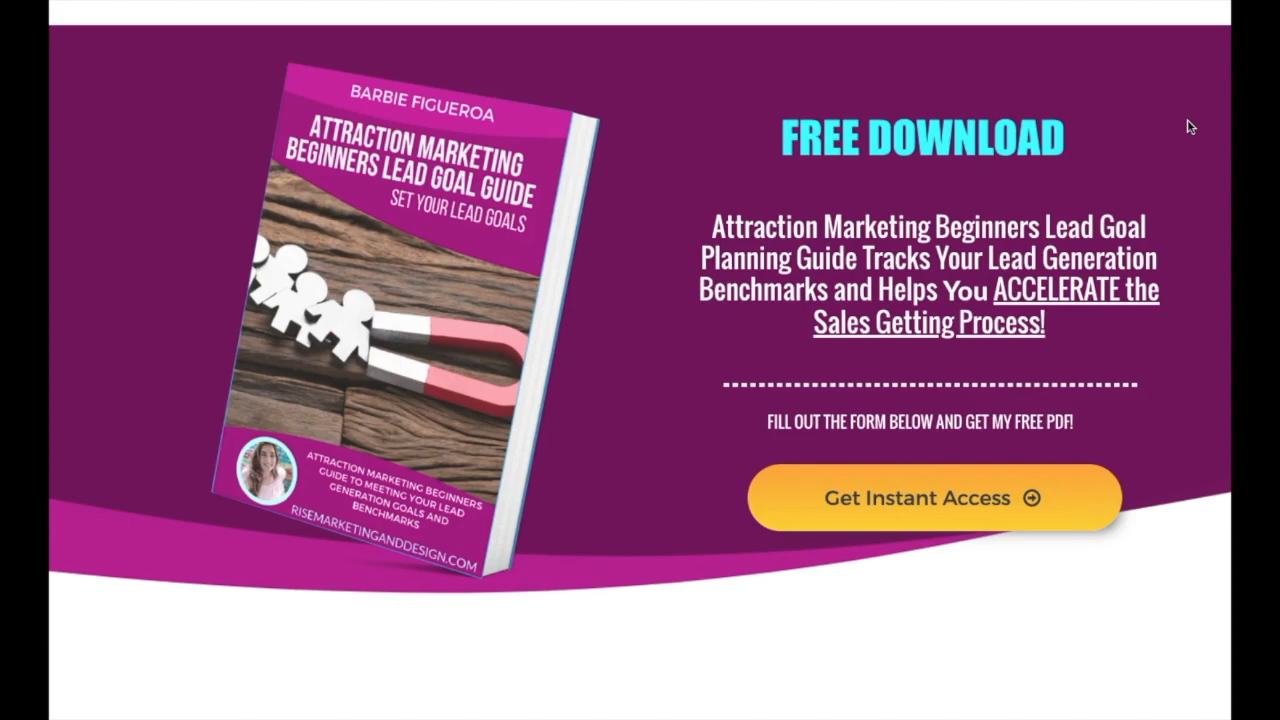 BARBIE FIGUEROA
ATTRACTION MARKETING
BEGINNERS LEAD GOAL GUIDE
SET YOUR LEAD GOALS
ATTRACTION MARKETING BEGINNERS
GUIDE TO MEETING YOUR LEAD
GENERATION GOALS AND
BENCHMARKS
RISEMARKETINGANDDESIGN.COM
FREE DOWNLOAD
Attraction Marketing Beginners Lead Goal
Planning Guide Tracks Your Lead Generation
Benchmarks and Helps You ACCELERATE the
Sales Getting Process!
FILL OUT THE FORM BELOW AND GET MY FREE PDF!
Get Instant Access